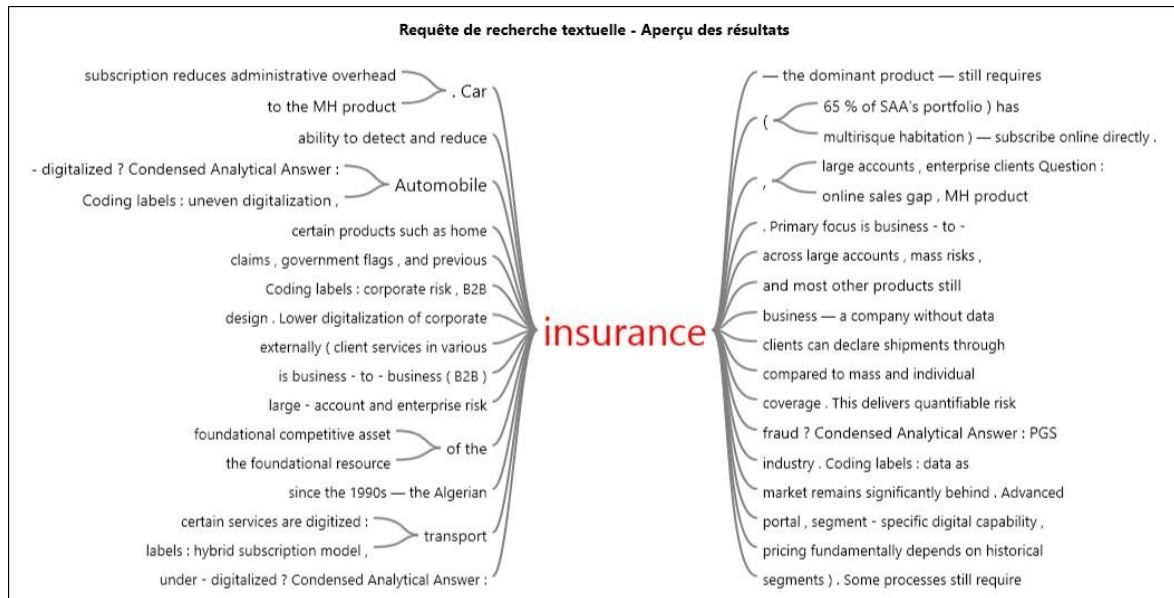 Requête de recherche textuelle - Aperçu des résultats
subscription reduces administrative overhead
to the MH product
. Car
ability to detect and reduce
- digitalized ? Condensed Analytical Answer :
Coding labels : uneven digitalization ,
Automobile
certain products such as home
claims , government flags , and previous
Coding labels : corporate risk , B2B
design . Lower digitalization of corporate
externally ( client services in various
is business - to - business ( B2B )
large - account and enterprise risk
foundational competitive asset
the foundational resource
of the
since the 1990s — the Algerian
certain services are digitized :
labels : hybrid subscription model ,
transport
under - digitalized ? Condensed Analytical Answer :
insurance
— the dominant product — still requires
(
65 % of SAA's portfolio ) has
multirisque habitation ) — subscribe online directly .
,
large accounts , enterprise clients Question :
online sales gap , MH product
. Primary focus is business - to -
across large accounts , mass risks ,
and most other products still
business — a company without data
clients can declare shipments through
compared to mass and individual
coverage . This delivers quantifiable risk
fraud ? Condensed Analytical Answer : PGS
industry . Coding labels : data as
market remains significantly behind . Advanced
portal , segment - specific digital capability ,
pricing fundamentally depends on historical
segments ) . Some processes still require